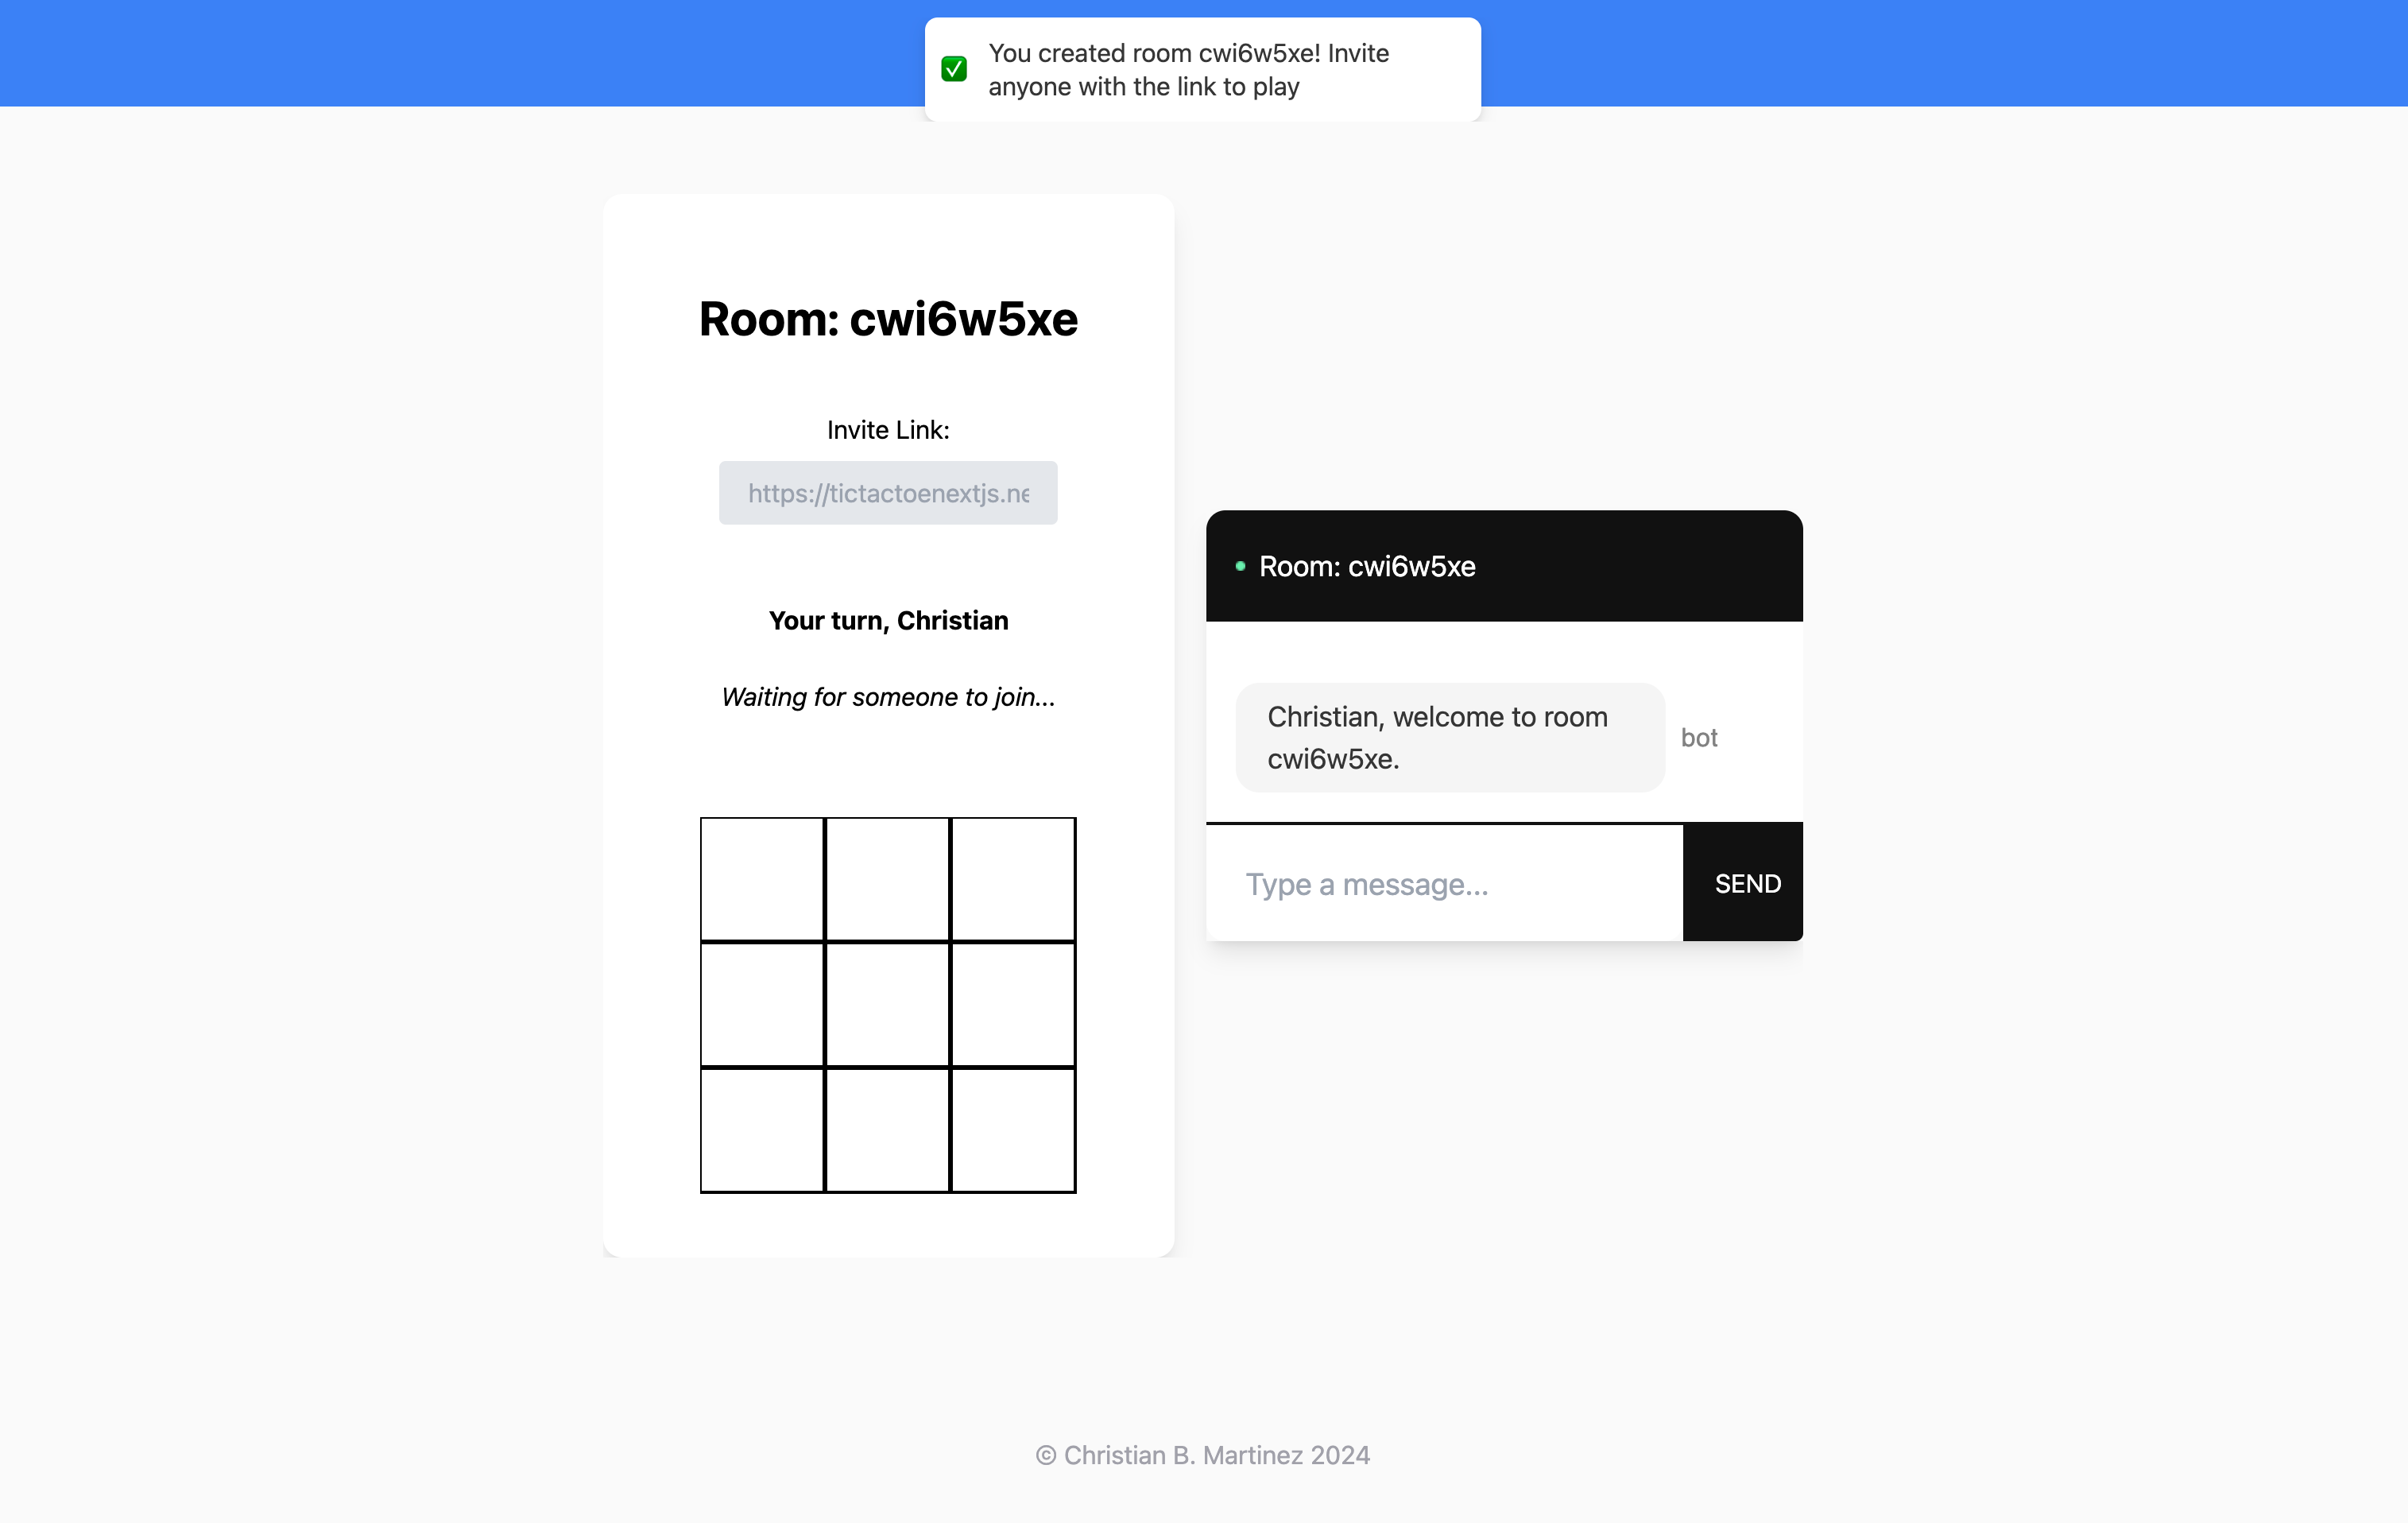 You created room cwi6w5xe! Invite
anyone with the link to play
Room: cwi6w5xe
Invite Link:
https://tictactoenextjs.ne
Your turn, Christian
Waiting for someone to join...
Room: cwi6w5xe
Christian, welcome to room
cwi6w5xe.
bot
Type a message...
SEND
© Christian B. Martinez 2024